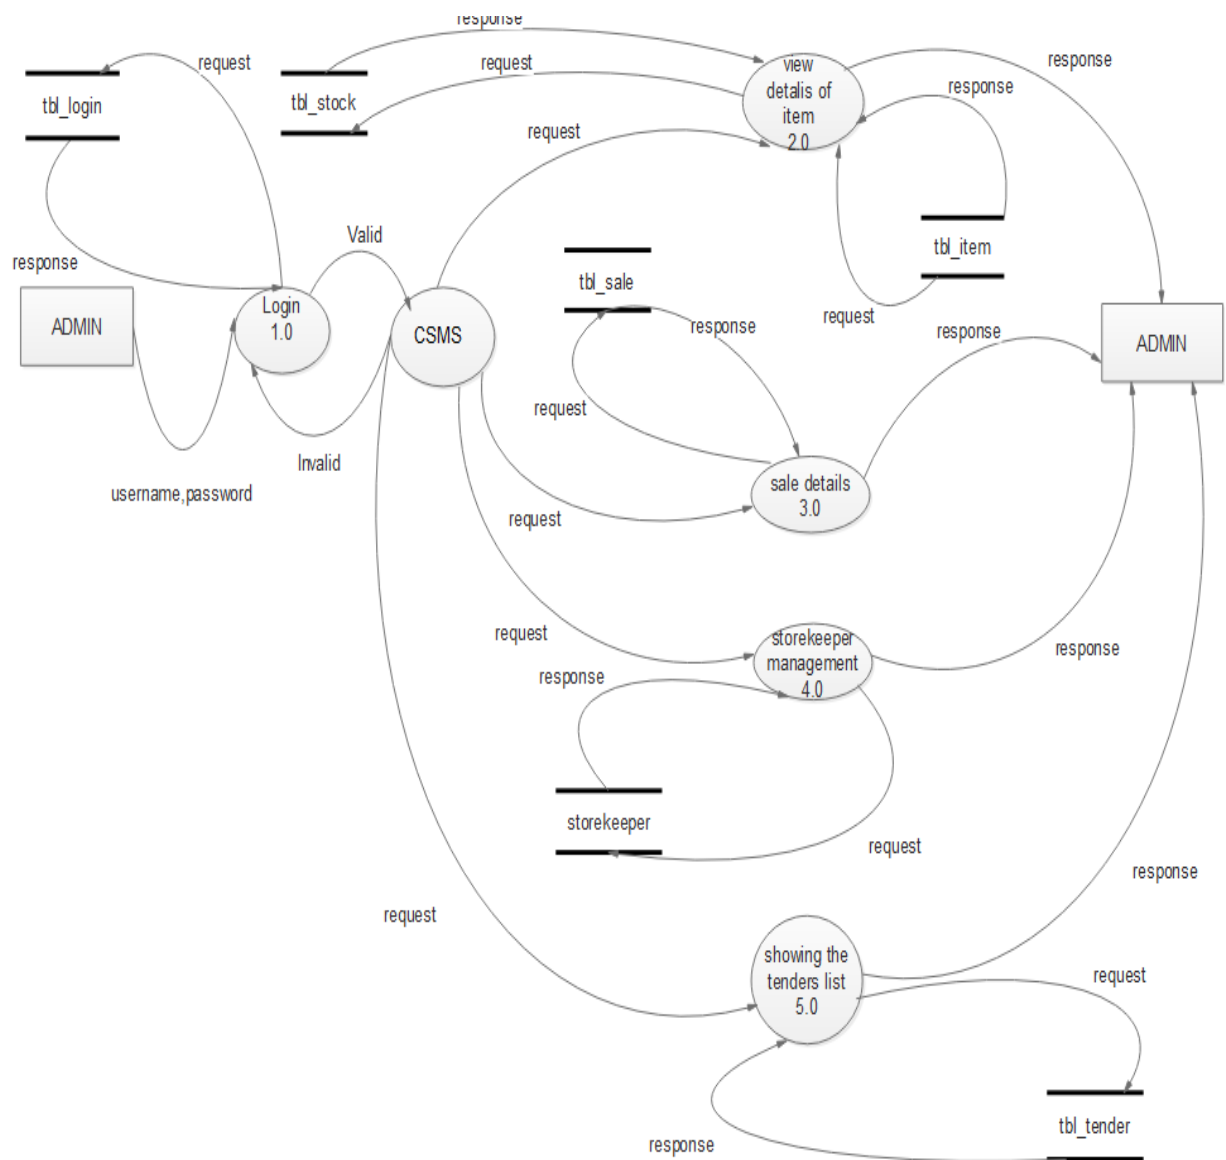 response
request
tbl_login
request
tbl_stock
view
detalis of
item
2.0
response
response
request
Valid
tbl_item
response
tbl_sale
request
ADMIN
Login
1.0
CSMS
response
response
ADMIN
request
Invalid
username,password
sale details
3.0
request
request
storekeeper
management
4.0
response
response
storekeeper
request
response
request
showing the
tenders list
5.0
request
tbl_tender
response